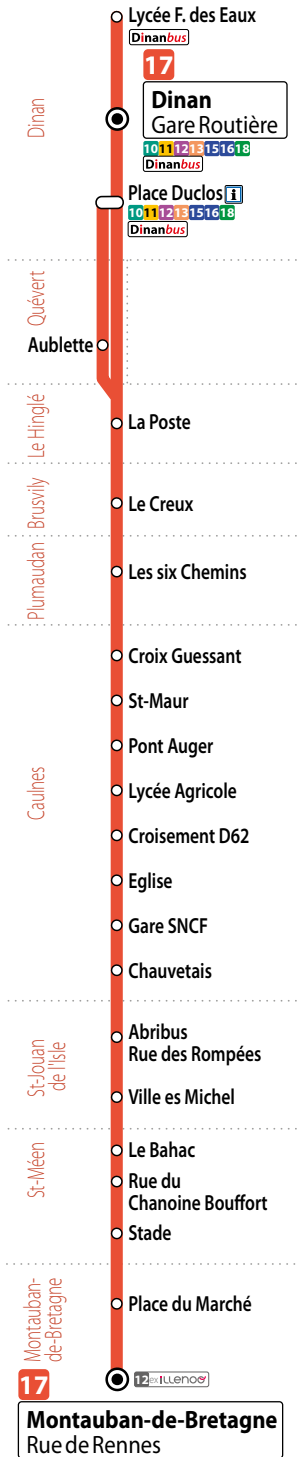 Lycée F. des Eaux
Dinanbus
17
Dinan
Dinan
Gare Routière
10 11 12 13 15 16 18
Dinanbus
Place Duclos i
10 11 12 13 15 16 18
Dinanbus
Quévert
Aublette
Le Hinglé
La Poste
Brusvily
Le Creux
Plumaudan
Les six Chemins
Caulnes
Croix Guessant
St-Maur
Pont Auger
Lycée Agricole
Croisement D62
Eglise
Gare SNCF
Chauvetais
St-Jouan
de l'Isle
Abribus
Rue des Rompées
Ville es Michel
St-Méen
Le Bahac
Rue du
Chanoine Bouffort
Stade
Montauban-
de-Bretagne
Place du Marché
17
12 ex illenoo
Montauban-de-Bretagne
Rue de Rennes